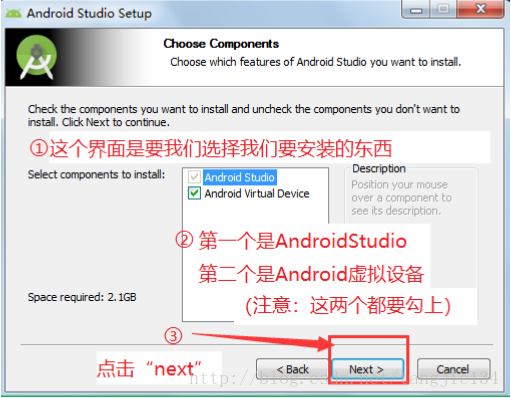 Android Studio Setup
Choose Components
Choose which features of Android Studio you want to install.
Check the components you want to install and uncheck the components you don't want to
install. Click Next to continue.
①这个界面是要我们选择我们要安装的东西
Select components to install:
Android Studio
Android Virtual Device
Description
Position your mouse
over a component to
see its description.
② 第一个是AndroidStudio
第二个是Android虚拟设备
(注意：这两个都要勾上)
Space required: 2.1GB
③
点击“next”
< Back
Next >
Cancel